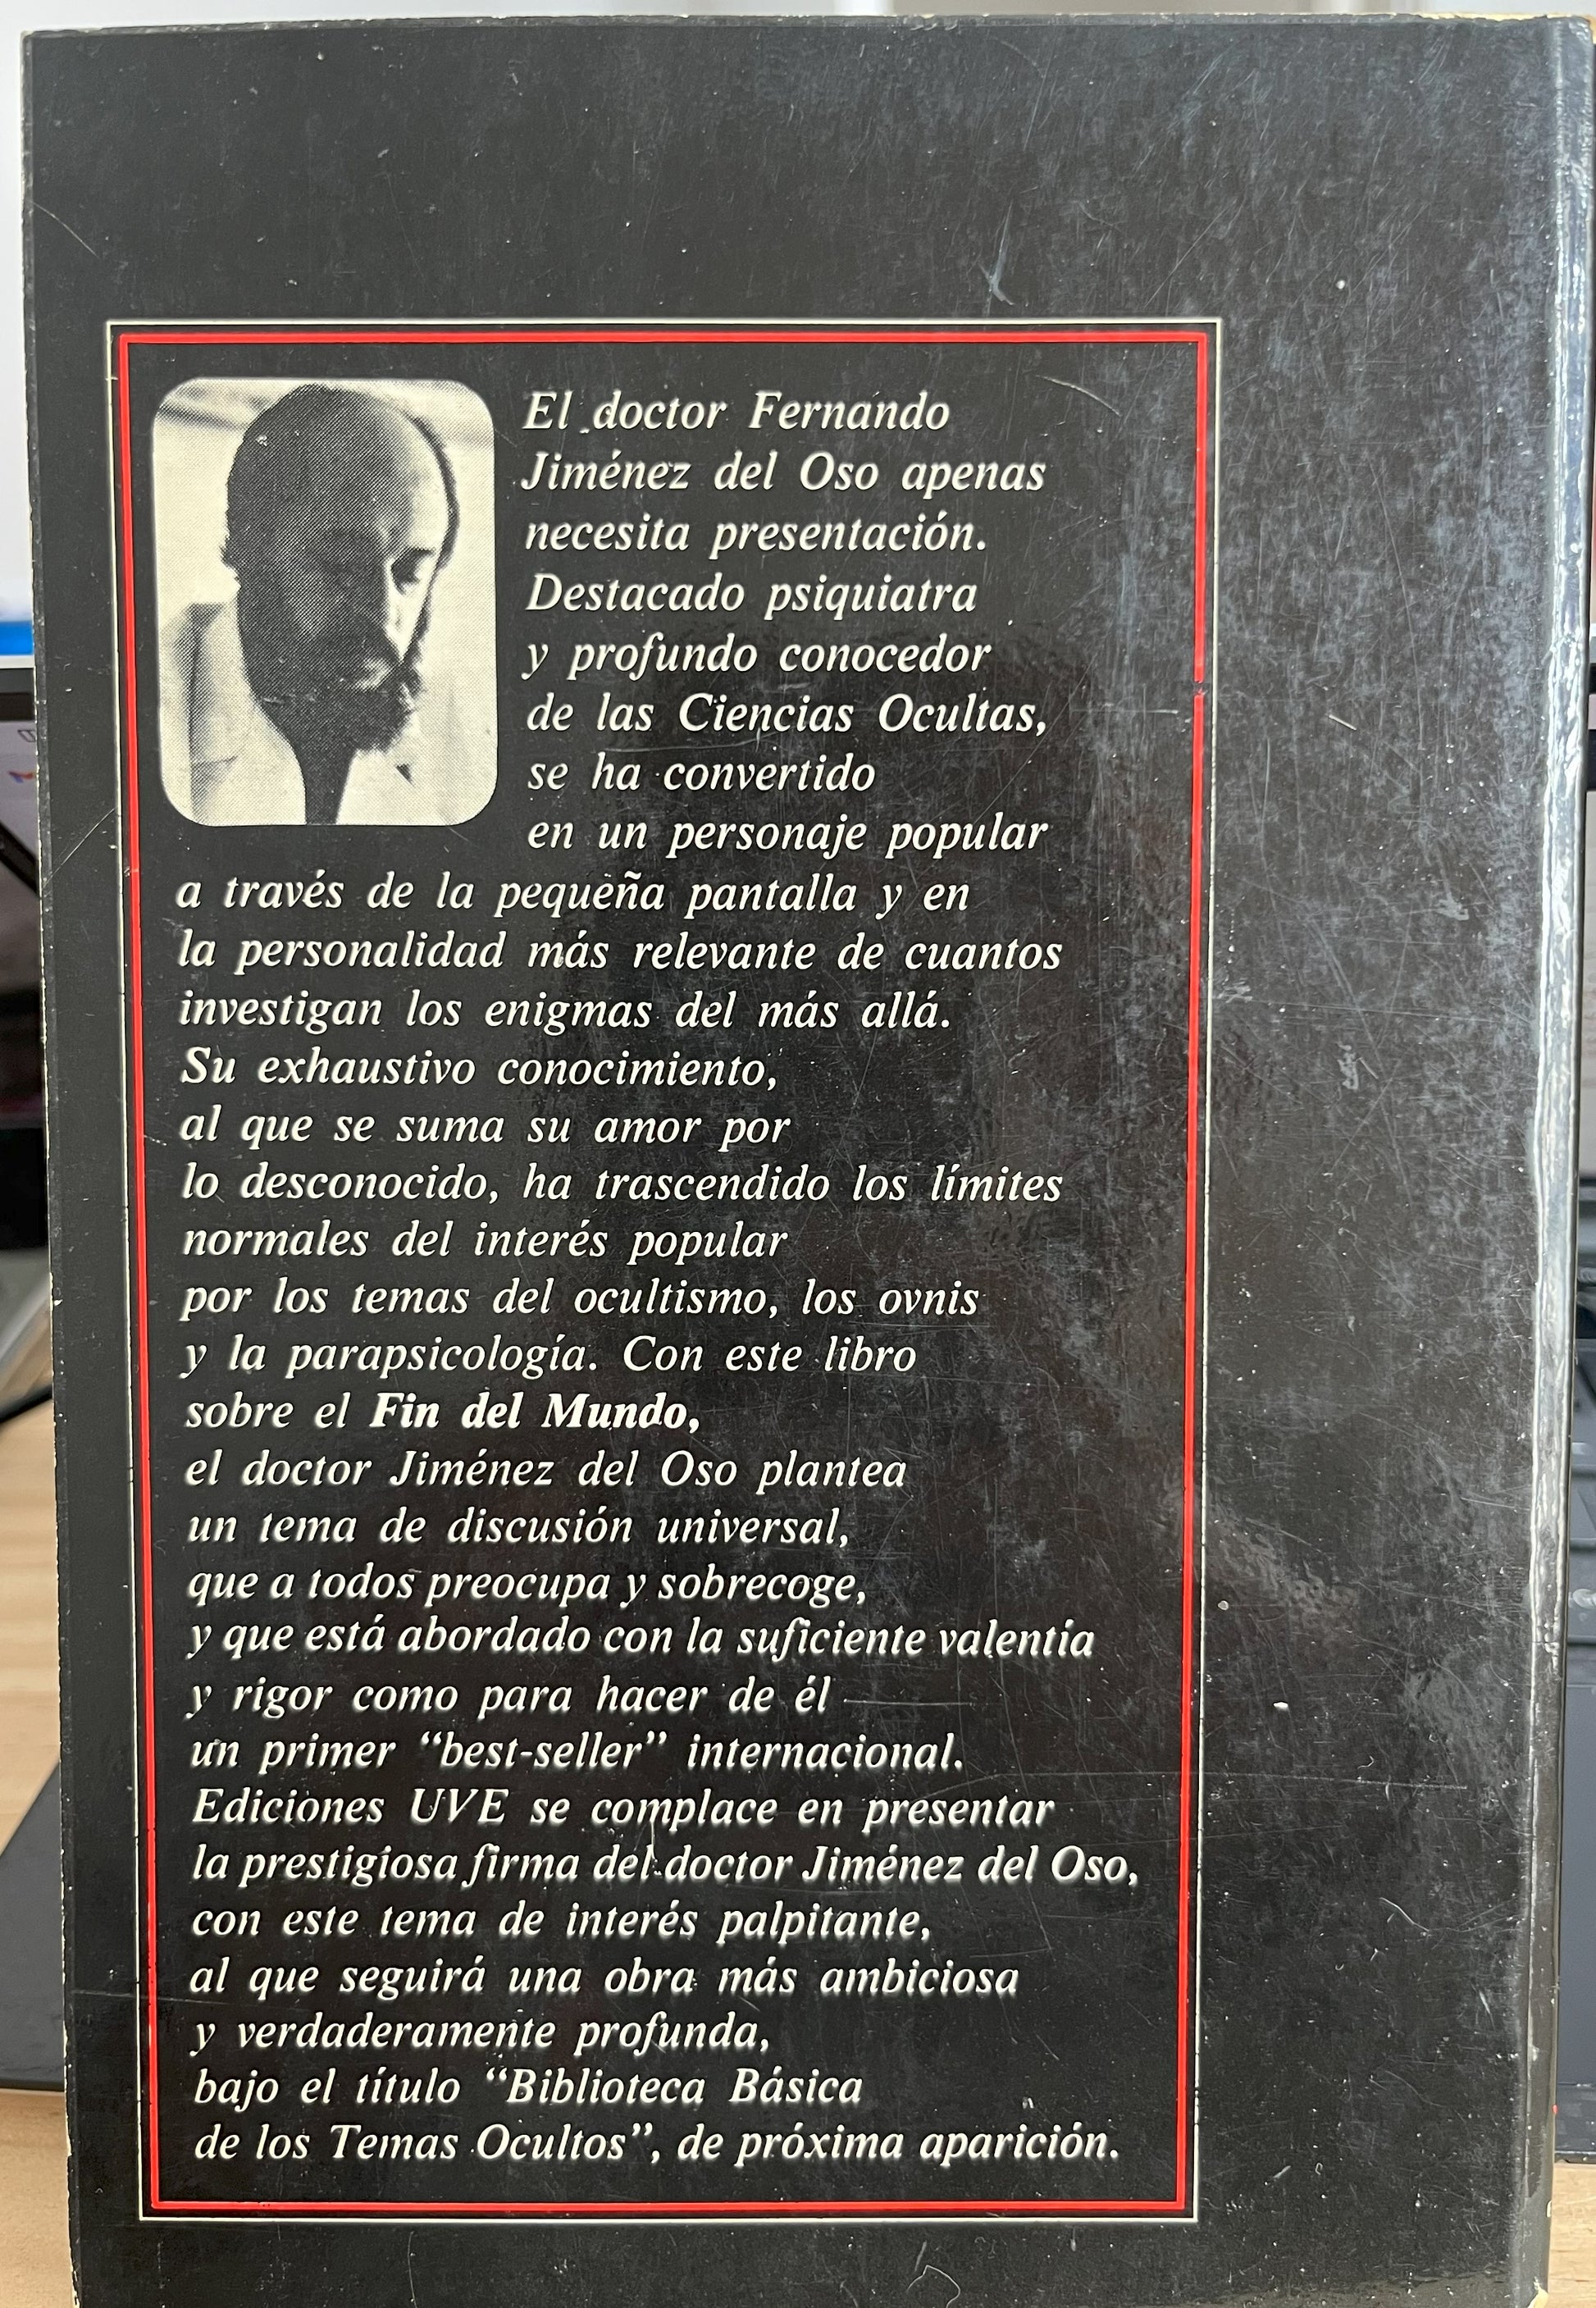 El doctor Fernando
Jiménez del Oso apenas
necesita presentación.
Destacado psiquiatra
y profundo conocedor
de las Ciencias Ocultas,
se ha convertido
en un personaje popular
a través de la pequeña pantalla y en
la personalidad más relevante de cuantos
investigan los enigmas del más allá.
Su exhaustivo conocimiento,
al que se suma su amor por
lo desconocido, ha trascendido los límites
normales del interés popular
por los temas del ocultismo, los ovnis
y la parapsicología. Con este libro
sobre el Fin del Mundo,
el doctor Jiménez del Oso plantea
un tema de discusión universal,
que a todos preocupa y sobrecoge,
y que está abordado con la suficiente valentía
y rigor como para hacer de él
un primer “best-seller” internacional.
Ediciones UVE se complace en presentar
la prestigiosa firma del doctor Jiménez del Oso,
con este tema de interés palpitante,
al que seguirá una obra más ambiciosa
y verdaderamente profunda,
bajo el título “Biblioteca Básica
de los Temas Ocultos”, de próxima aparición.